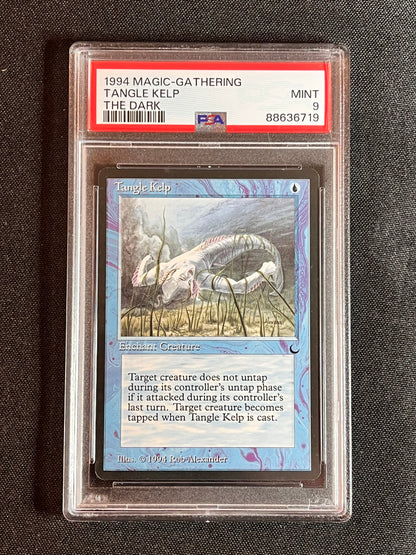 1994 MAGIC-GATHERING
TANGLE KELP MINT
THE DARK 9
PSA 88636719
Tangle Kelp
Enchant Creature
Target creature does not untap
during its controller's untap phase
if it attacked during its controller's
last turn. Target creature becomes
tapped when Tangle Kelp is cast.
Illus. © 1994 Rob Alexander